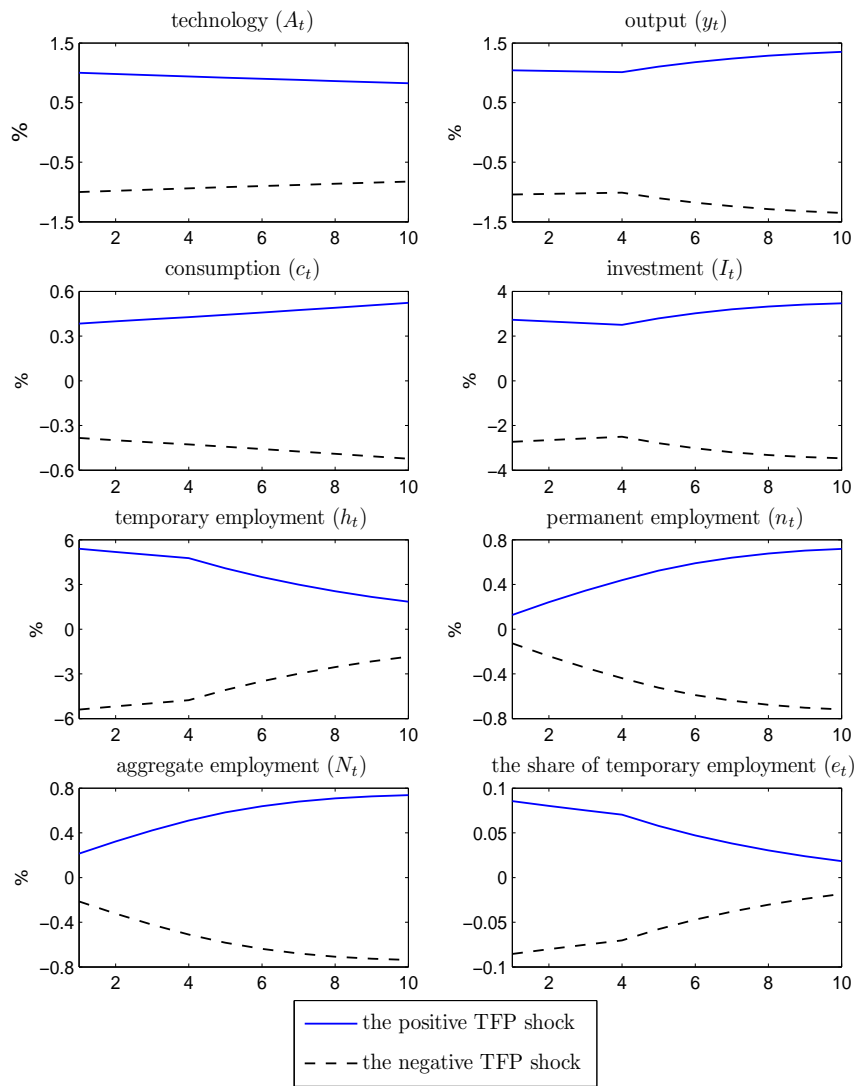 technology (A_t)
1.5
0.5
−0.5
−1.5
%
2 4 6 8 10
output (y_t)
1.5
0.5
−0.5
−1.5
2 4 6 8 10
consumption (c_t)
0.6
0.3
0
−0.3
−0.6
%
2 4 6 8 10
investment (I_t)
4
2
0
−2
−4
%
2 4 6 8 10
temporary employment (h_t)
6
3
0
−3
−6
%
2 4 6 8 10
permanent employment (n_t)
0.8
0.4
0
−0.4
−0.8
%
2 4 6 8 10
aggregate employment (N_t)
0.8
0.4
0
−0.4
−0.8
%
2 4 6 8 10
the share of temporary employment (e_t)
0.1
0.05
0
−0.05
−0.1
2 4 6 8 10
the positive TFP shock
the negative TFP shock